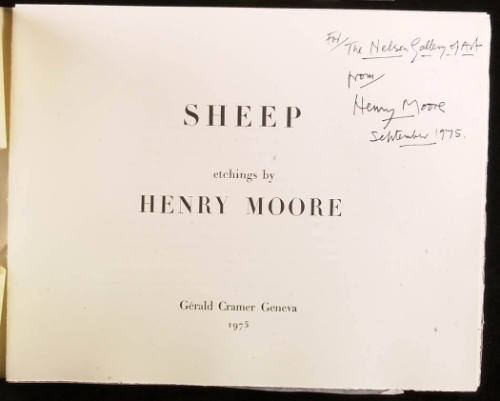 For/ The Nelson Gallery of Art
from/
Henry Moore
September 1975.
SHEEP
etchings by
HENRY MOORE
Gérald Cramer Geneva
1975